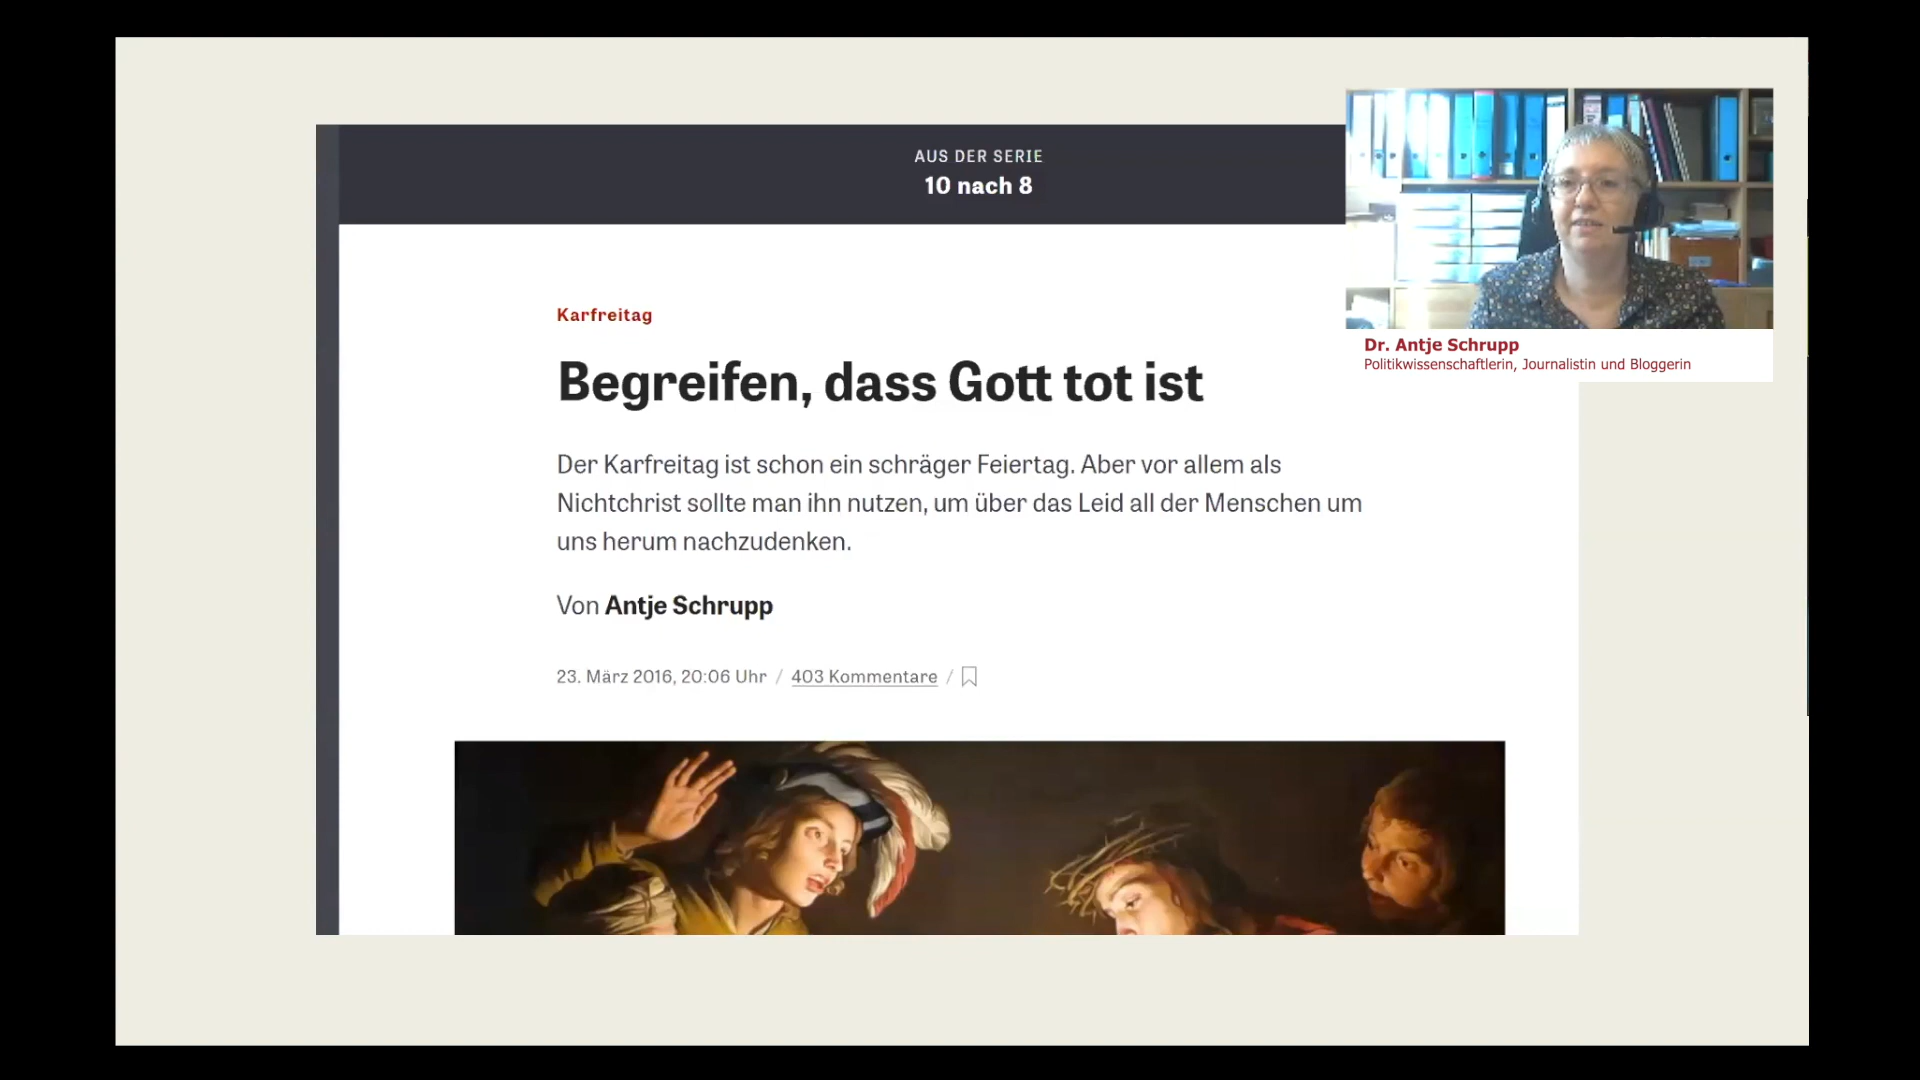 AUS DER SERIE
10 nach 8
Karfreitag
Begreifen, dass Gott tot ist
Der Karfreitag ist schon ein schräger Feiertag. Aber vor allem als
Nichtchrist sollte man ihn nutzen, um über das Leid all der Menschen um
uns herum nachzudenken.
Von Antje Schrupp
23. März 2016, 20:06 Uhr / 403 Kommentare /
Dr. Antje Schrupp
Politikwissenschaftlerin, Journalistin und Bloggerin